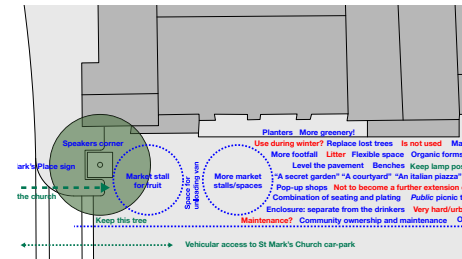 Planters More greenery!
Speakers corner
Use during winter? Replace lost trees Is not used Ma
More footfall Litter Flexible space Organic forms
ark's Place sign
Market stall
for fruit
Space for
unloading van
More market
stalls/spaces
Level the pavement Benches Keep lamp pos
"A secret garden" "A courtyard" "An italian piazza"
Pop-up shops Not to become a further extension
the church
Combination of seating and plating Public picnic t
Enclosure: separate from the drinkers Very hard/urb
Keep this tree
Maintenance? Community ownership and maintenance O
Vehicular access to St Mark's Church car-park